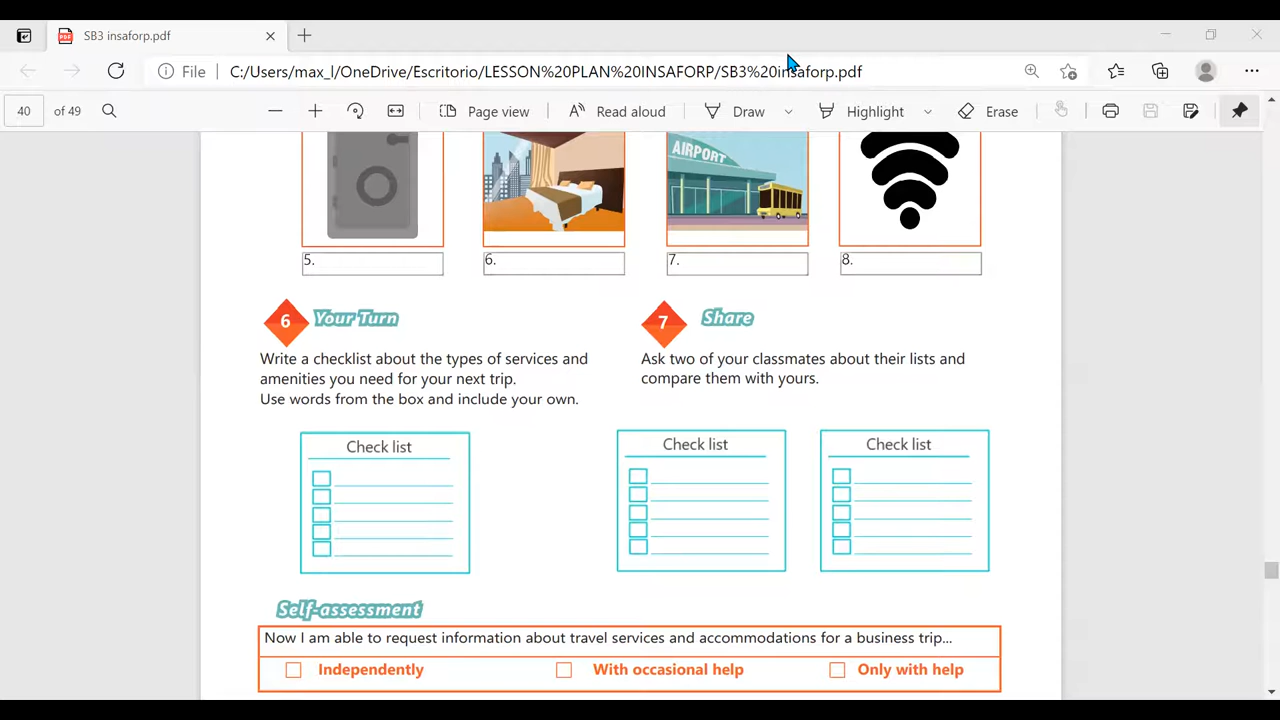 SB3 insaforp.pdf
File C:/Users/max_l/OneDrive/Escritorio/LESSON%20PLAN%20INSAFORP/SB3%20insaforp.pdf
40 of 49 Page view Read aloud Draw Highlight Erase
AIRPORT
5. 6. 7. 8.
6 Your Turn
Write a checklist about the types of services and
amenities you need for your next trip.
Use words from the box and include your own.
7 Share
Ask two of your classmates about their lists and
compare them with yours.
Check list
Check list
Check list
Self-assessment
Now I am able to request information about travel services and accommodations for a business trip...
Independently With occasional help Only with help